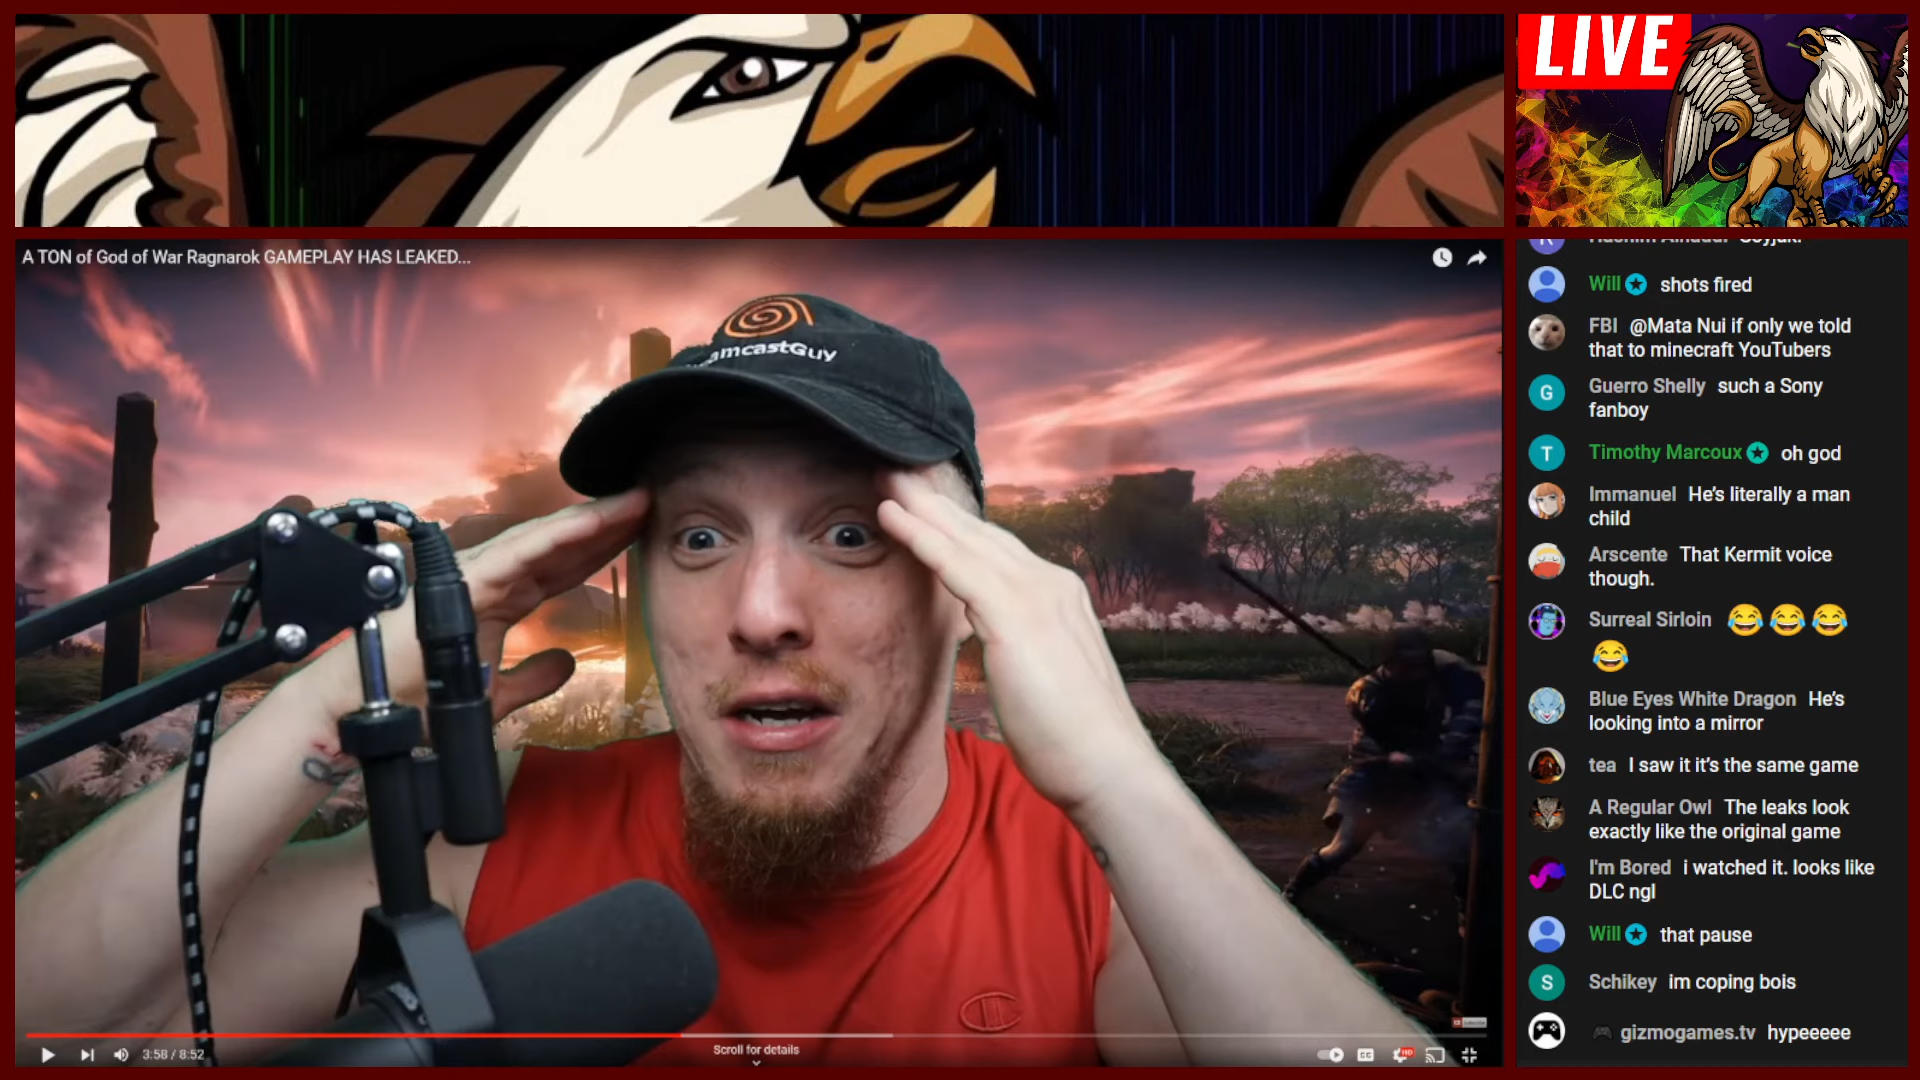 LIVE
A TON of God of War Ragnarok GAMEPLAY HAS LEAKED...
amcastGuy
Will shots fired
FBI @Mata Nui if only we told
that to minecraft YouTubers
Guerro Shelly such a Sony
fanboy
Timothy Marcoux oh god
Immanuel He's literally a man
child
Arscente That Kermit voice
though.
Surreal Sirloin 😂😂😂
😂
Blue Eyes White Dragon He's
looking into a mirror
tea I saw it it's the same game
A Regular Owl The leaks look
exactly like the original game
I'm Bored i watched it. looks like
DLC ngl
Will that pause
S Schikey im coping bois
🎮 gizmogames.tv hypeeeee
G
T
3:58 / 8:52
Scroll for details
CC
HD